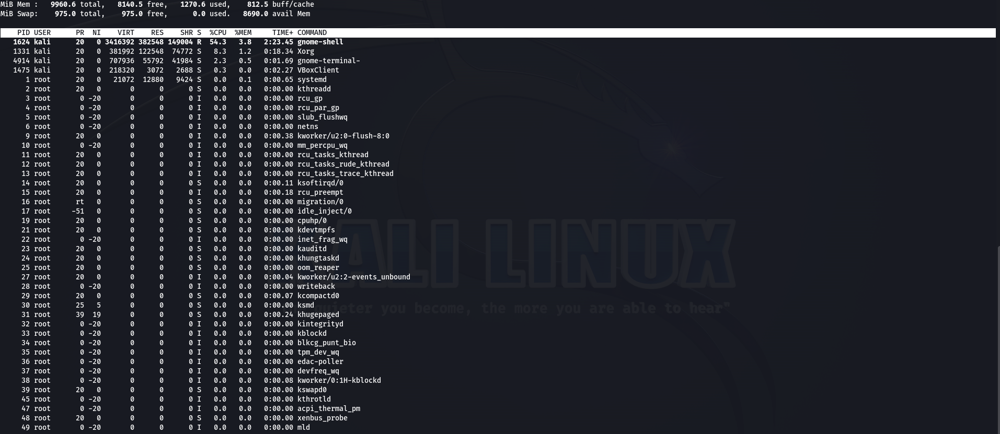 MiB Mem :   9960.6 total,   8140.5 free,   1270.6 used,    812.5 buff/cache
MiB Swap:    975.0 total,    975.0 free,      0.0 used.   8690.0 avail Mem
PID USER      PR  NI    VIRT    RES    SHR S  %CPU  %MEM     TIME+ COMMAND
1624 kali      20   0 3416392 382548 149004 R  54.3   3.8   2:23.45 gnome-shell
1331 kali      20   0  381992 122548  74772 S   8.3   1.2   0:18.34 Xorg
4914 kali      20   0  707936  55792  41984 S   2.3   0.5   0:01.69 gnome-terminal-
1475 kali      20   0  218320   3072   2688 S   0.3   0.0   0:02.27 VBoxClient
1 root      20   0   21072  12880   9424 S   0.0   0.1   0:00.65 systemd
2 root      20   0       0      0      0 S   0.0   0.0   0:00.00 kthreadd
3 root       0 -20       0      0      0 I   0.0   0.0   0:00.00 rcu_gp
4 root       0 -20       0      0      0 I   0.0   0.0   0:00.00 rcu_par_gp
5 root       0 -20       0      0      0 I   0.0   0.0   0:00.00 slub_flushwq
6 root       0 -20       0      0      0 I   0.0   0.0   0:00.00 netns
9 root      20   0       0      0      0 I   0.0   0.0   0:00.38 kworker/u2:0-flush-8:0
10 root       0 -20       0      0      0 I   0.0   0.0   0:00.00 mm_percpu_wq
11 root      20   0       0      0      0 I   0.0   0.0   0:00.00 rcu_tasks_kthread
12 root      20   0       0      0      0 I   0.0   0.0   0:00.00 rcu_tasks_rude_kthread
13 root      20   0       0      0      0 I   0.0   0.0   0:00.00 rcu_tasks_trace_kthread
14 root      20   0       0      0      0 S   0.0   0.0   0:00.11 ksoftirqd/0
15 root      20   0       0      0      0 I   0.0   0.0   0:00.18 rcu_preempt
16 root      rt   0       0      0      0 S   0.0   0.0   0:00.00 migration/0
17 root     -51   0       0      0      0 S   0.0   0.0   0:00.00 idle_inject/0
19 root      20   0       0      0      0 S   0.0   0.0   0:00.00 cpuhp/0
21 root      20   0       0      0      0 S   0.0   0.0   0:00.00 kdevtmpfs
22 root       0 -20       0      0      0 I   0.0   0.0   0:00.00 inet_frag_wq
23 root      20   0       0      0      0 S   0.0   0.0   0:00.00 kauditd
24 root      20   0       0      0      0 S   0.0   0.0   0:00.00 khungtaskd
25 root      20   0       0      0      0 S   0.0   0.0   0:00.00 oom_reaper
27 root      20   0       0      0      0 I   0.0   0.0   0:00.04 kworker/u2:2-events_unbound
28 root       0 -20       0      0      0 I   0.0   0.0   0:00.00 writeback
29 root      20   0       0      0      0 S   0.0   0.0   0:00.07 kcompactd0
30 root      25   5       0      0      0 S   0.0   0.0   0:00.00 ksmd
31 root      39  19       0      0      0 S   0.0   0.0   0:00.24 khugepaged
32 root       0 -20       0      0      0 I   0.0   0.0   0:00.00 kintegrityd
33 root       0 -20       0      0      0 I   0.0   0.0   0:00.00 kblockd
34 root       0 -20       0      0      0 I   0.0   0.0   0:00.00 blkcg_punt_bio
35 root       0 -20       0      0      0 I   0.0   0.0   0:00.00 tpm_dev_wq
36 root       0 -20       0      0      0 I   0.0   0.0   0:00.00 edac-poller
37 root       0 -20       0      0      0 I   0.0   0.0   0:00.00 devfreq_wq
38 root       0 -20       0      0      0 I   0.0   0.0   0:00.08 kworker/0:1H-kblockd
39 root      20   0       0      0      0 S   0.0   0.0   0:00.00 kswapd0
45 root       0 -20       0      0      0 I   0.0   0.0   0:00.00 kthrotld
47 root       0 -20       0      0      0 I   0.0   0.0   0:00.00 acpi_thermal_pm
48 root      20   0       0      0      0 S   0.0   0.0   0:00.00 xenbus_probe
49 root       0 -20       0      0      0 I   0.0   0.0   0:00.00 mld
KALI LINUX
quieter you become, the more you are able to hear"